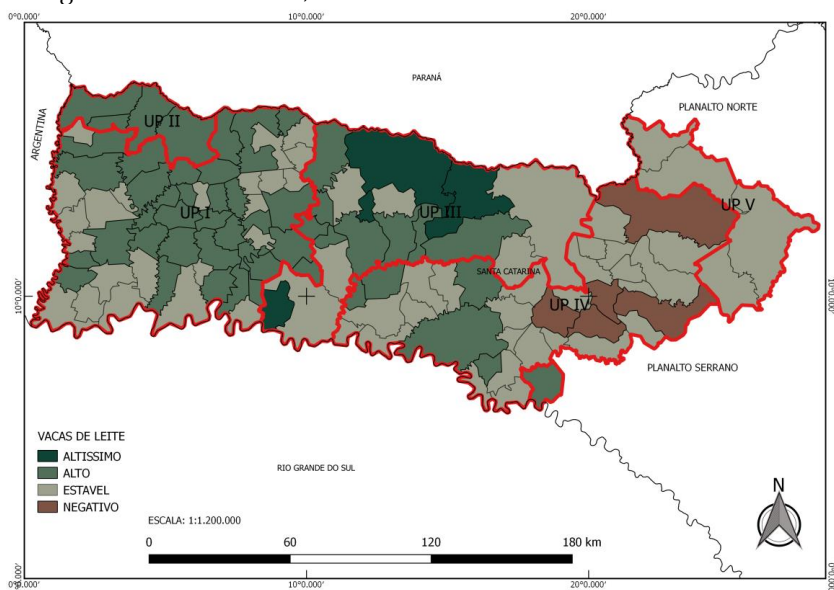 0°0.000'
10°0.000'
20°0.000'
PARANÁ
PLANALTO NORTE
ARGENTINA
UP II
UP I
UP III
UP V
SANTA CATARINA
UP IV
10°0.000'
10°0.000'
PLANALTO SERRANO
VACAS DE LEITE
ALTISSIMO
ALTO
ESTAVEL
NEGATIVO
RIO GRANDE DO SUL
ESCALA: 1:1.200.000
0
60
120
180 km
N
0°0.000'
0°0.000'
0°0.000'
10°0.000'
20°0.000'